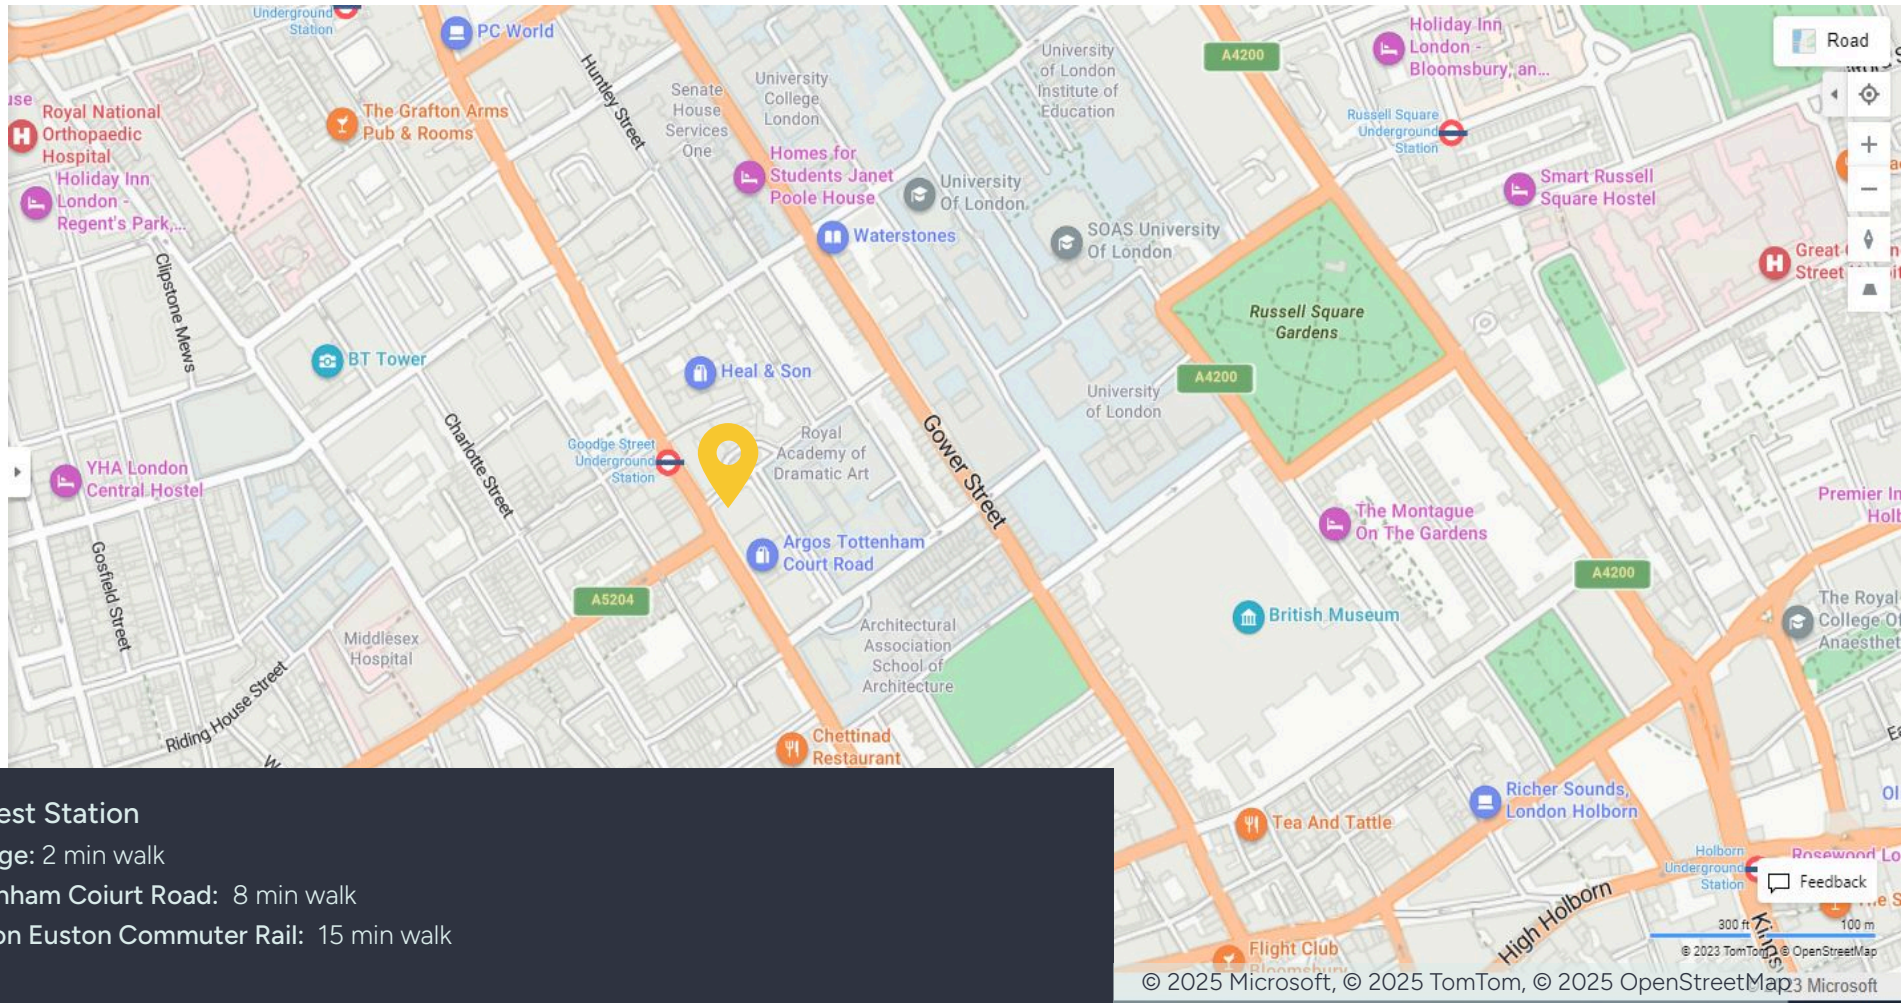 Underground
Station
PC World
Huntley Street
Senate
House
Services
One
University
College
London
University
of London
Institute of
Education
A4200
Holiday Inn
London -
Bloomsbury, an...
Road
Royal National
Orthopaedic
Hospital
The Grafton Arms
Pub & Rooms
Russell Square
Underground
Station
Holiday Inn
London -
Regent's Park,...
Homes for
Students Janet
Poole House
University
Of London
Smart Russell
Square Hostel
Waterstones
SOAS University
Of London
Great
Street
Clipstone Mews
Russell Square
Gardens
BT Tower
Heal & Son
A4200
University
of London
Charlotte Street
Goodge Street
Underground
Station
Royal
Academy of
Dramatic Art
Gower Street
YHA London
Central Hostel
The Montague
On The Gardens
Premier In
Holb
Gosfield Street
Argos Tottenham
Court Road
A5204
A4200
British Museum
The Royal
College Of
Anaesthet
Middlesex
Hospital
Architectural
Association
School of
Architecture
Riding House Street
Chettinad
Restaurant
Richer Sounds,
London Holborn
Tea And Tattle
Holborn
Underground
Station
Rosewood Lo
Feedback
High Holborn
Kings
300 ft
100 m
© 2023 TomTom, © OpenStreetMap
Flight Club
Bloomsbury
est Station
ge: 2 min walk
nham Coiurt Road: 8 min walk
on Euston Commuter Rail: 15 min walk
© 2025 Microsoft, © 2025 TomTom, © 2025 OpenStreetMap
23 Microsoft